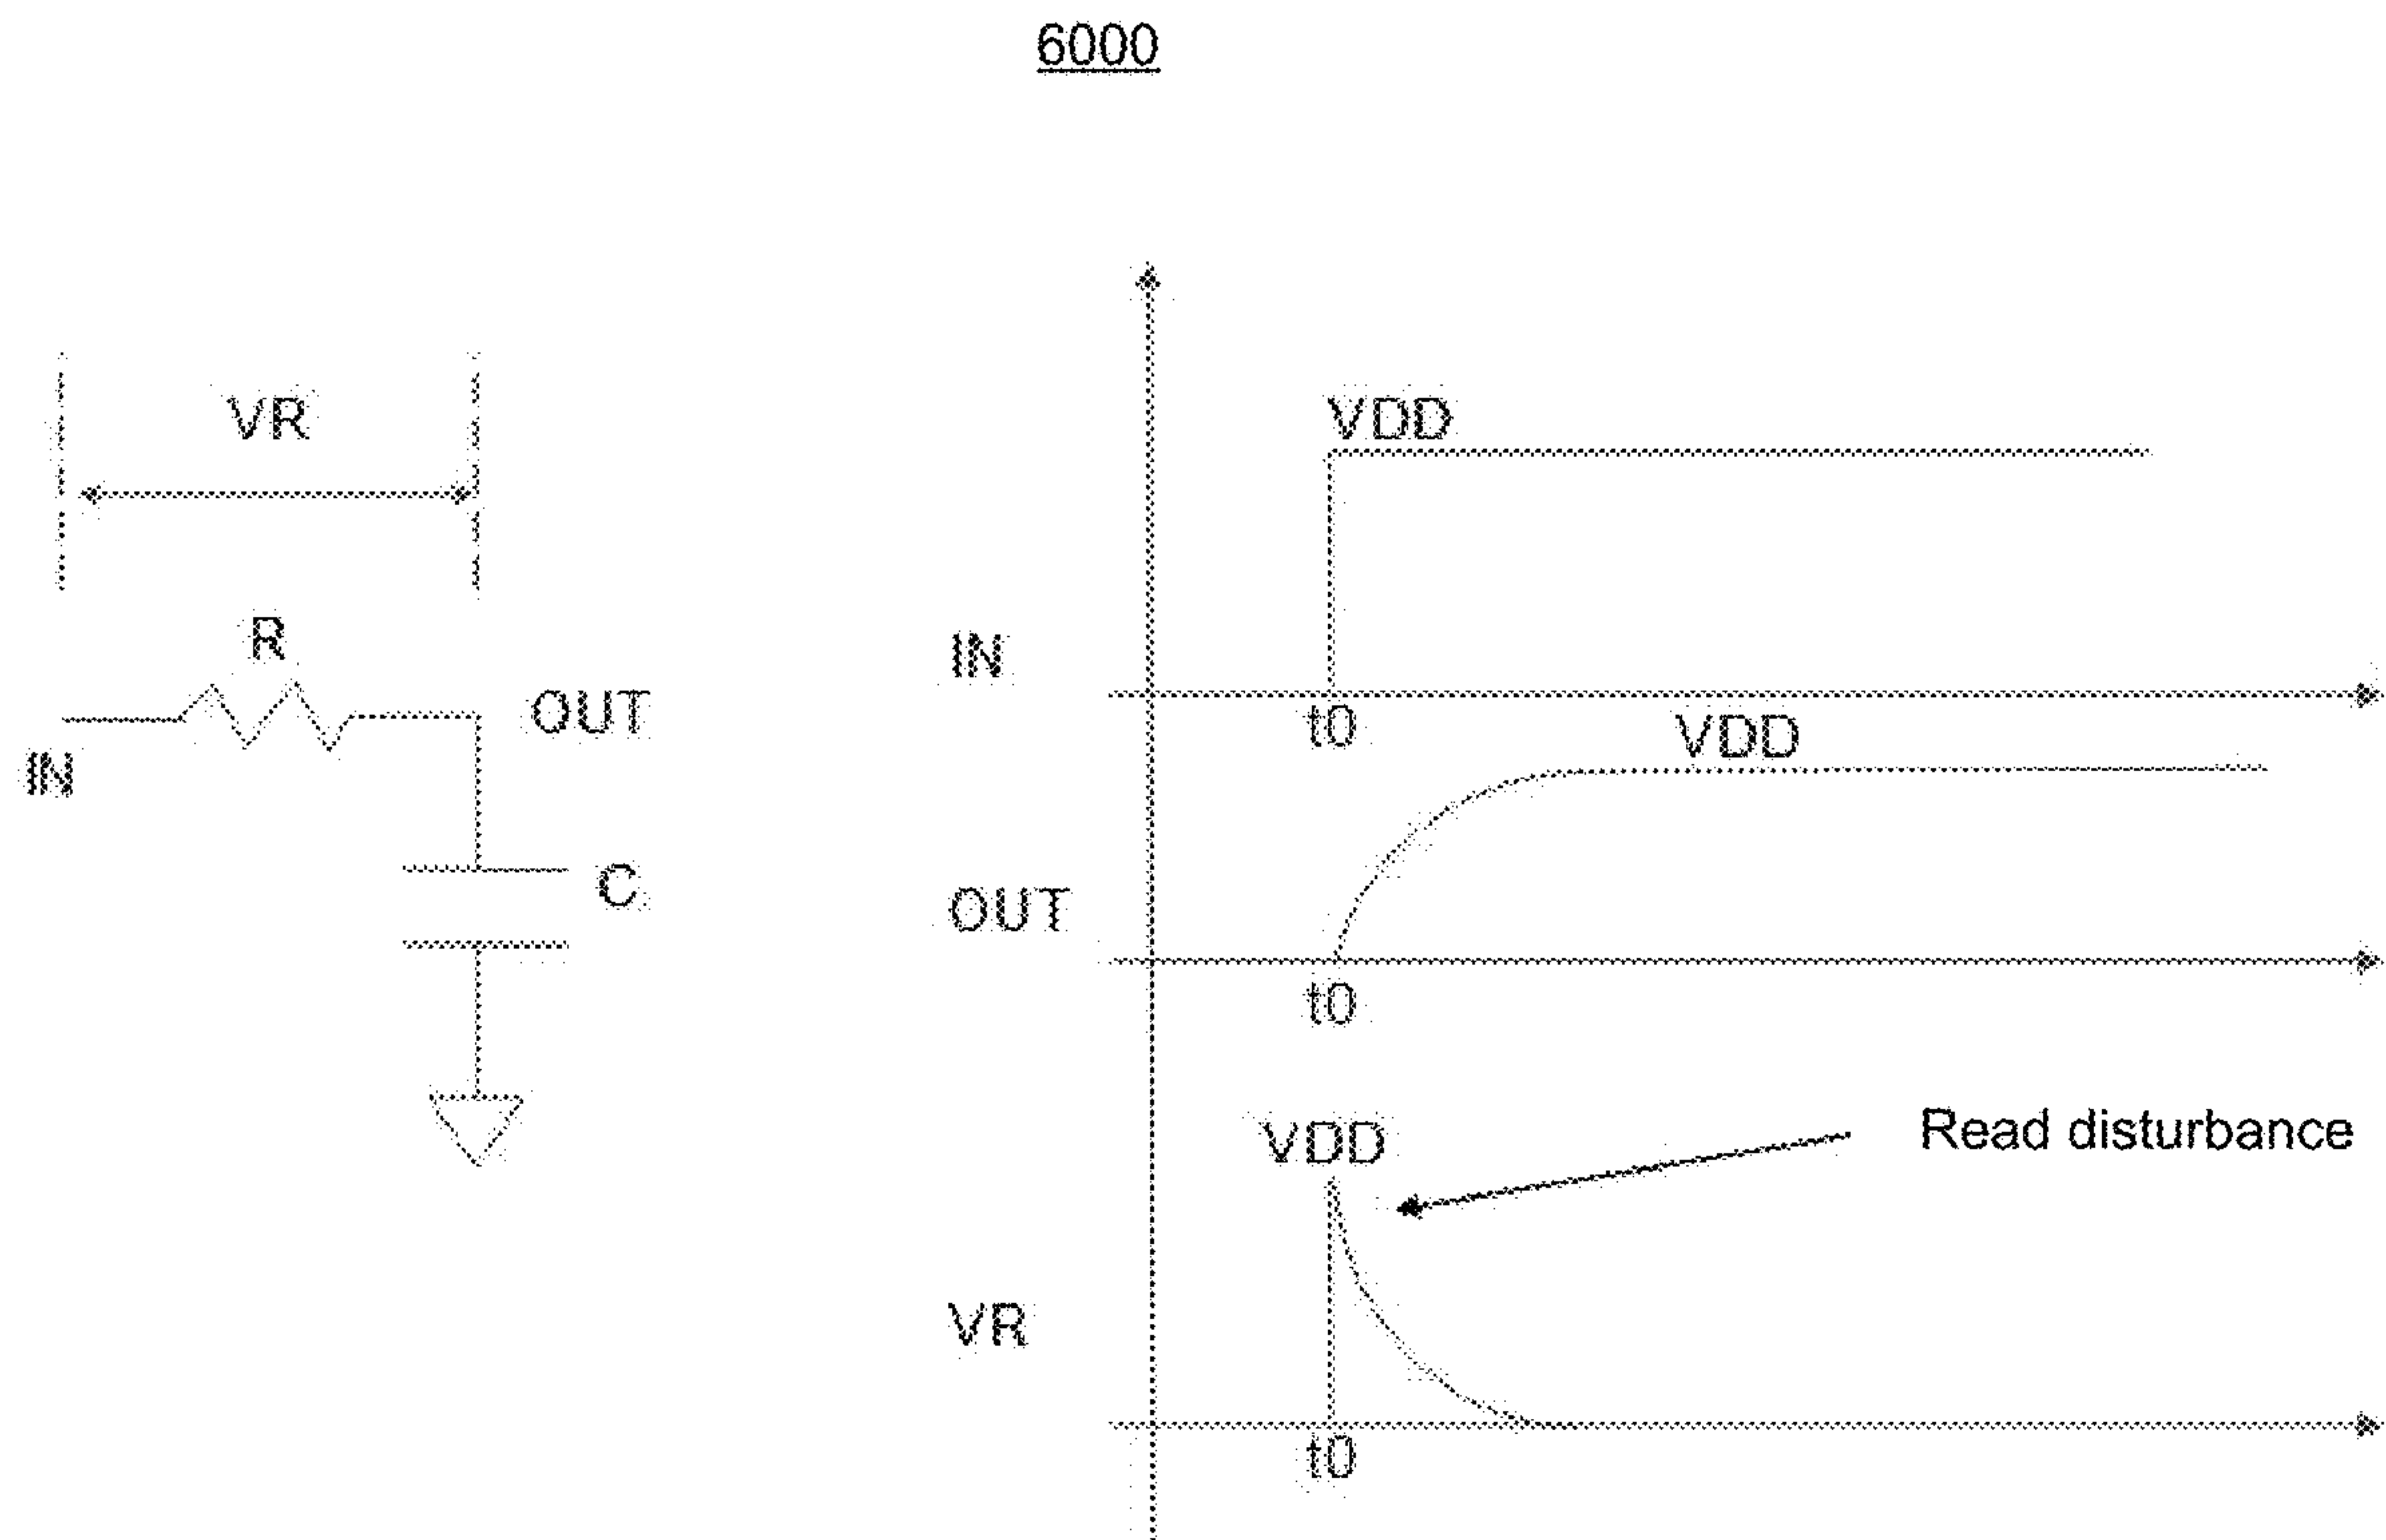 6000
VR
R
OUT
IN
C
VDD
IN
t0
VDD
OUT
t0
VDD
Read disturbance
VR
t0